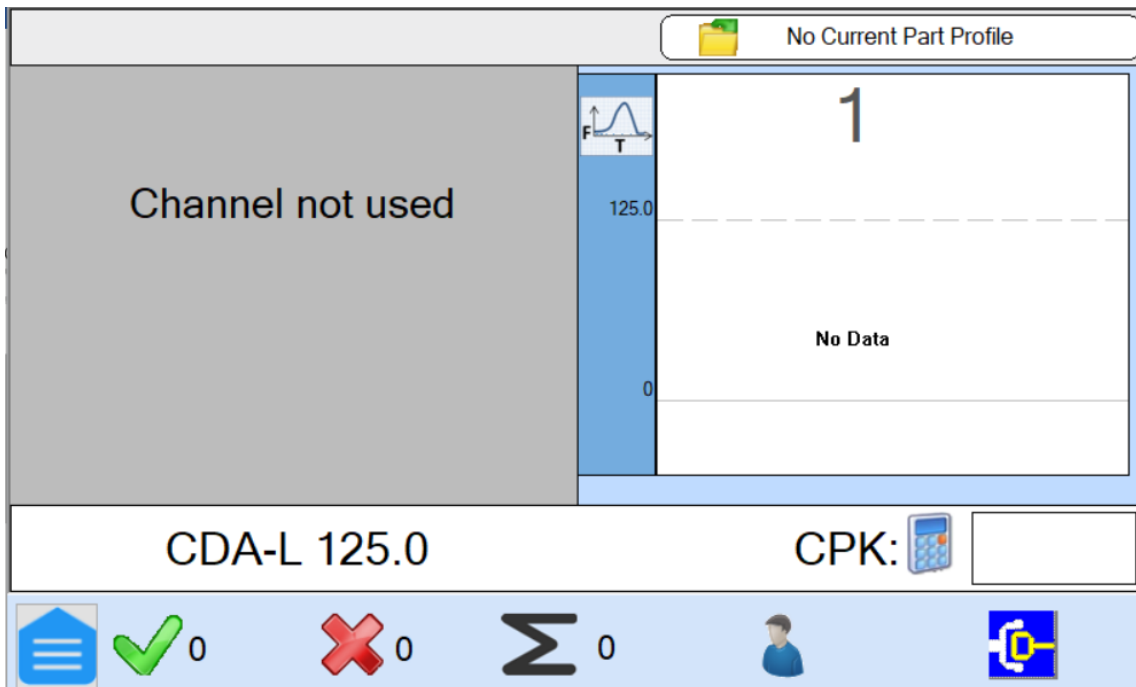 No Current Part Profile
1
F
T
Channel not used
125.0
No Data
0
CDA-L 125.0
CPK:
0
0
Σ 0